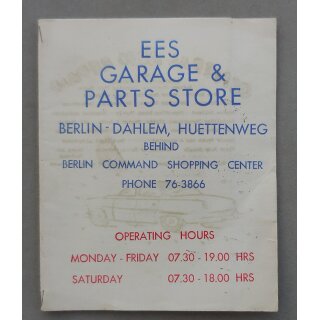 EES
GARAGE &
PARTS STORE
BERLIN-DAHLEM, HUETTENWEG
BEHIND
BERLIN COMMAND SHOPPING CENTER
PHONE 76-3866
OPERATING HOURS
MONDAY-FRIDAY 07.30-19.00 HRS
SATURDAY 07.30-18.00 HRS